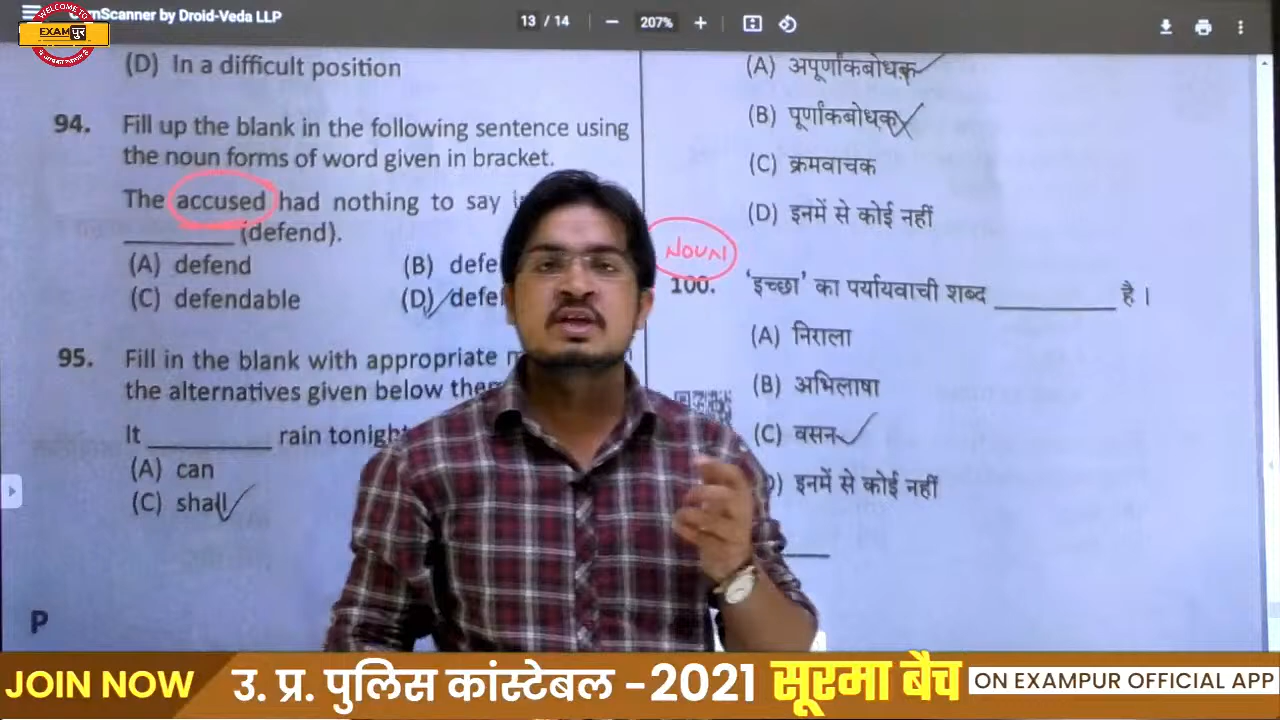 WELCOME TO
EXAMपुर
CamScanner by Droid-Veda LLP
13 / 14
207%
(D) In a difficult position
94. Fill up the blank in the following sentence using
the noun forms of word given in bracket.
The accused had nothing to say
(defend).
(A) defend
(B)
(C) defendable
(D)
95. Fill in the blank with appropriate
the alternatives given below
It ________ rain tonight
(A) can
(C) shall
P
(A) अपूर्णांकबोधक
(B) पूर्णांकबोधक
(C) क्रमवाचक
(D) इनमें से कोई नहीं
NOUN
100. 'इच्छा' का पर्यायवाची शब्द ________ है ।
(A) निराला
(B) अभिलाषा
(C) वसन
(D) इनमें से कोई नहीं
JOIN NOW
उ. प्र. पुलिस कांस्टेबल -2021 सूरमा बैच
ON EXAMPUR OFFICIAL APP